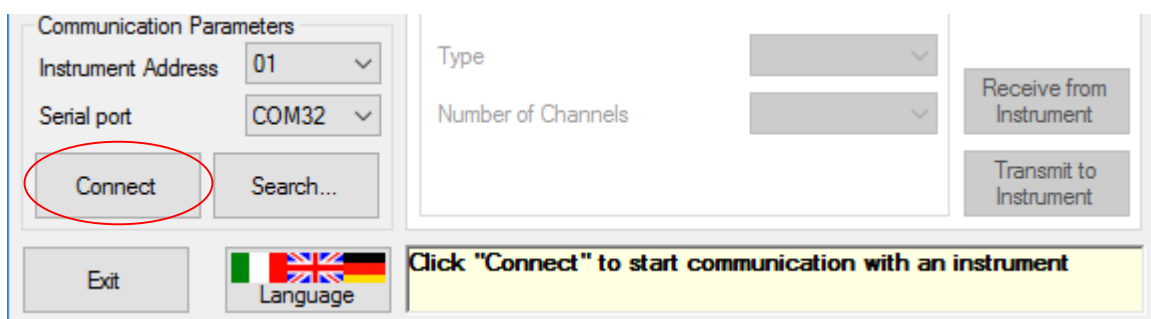 Communication Parameters
Instrument Address 01
Serial port COM32
Connect Search...
Exit Language
Type
Number of Channels
Receive from
Instrument
Transmit to
Instrument
Click "Connect" to start communication with an instrument